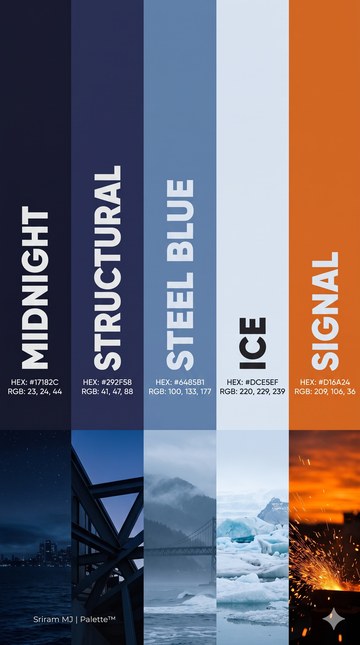 MIDNIGHT
HEX: #17182C
RGB: 23, 24, 44
STRUCTURAL
HEX: #292F58
RGB: 41, 47, 88
STEEL BLUE
HEX: #6485B1
RGB: 100, 133, 177
ICE
HEX: #DCE5EF
RGB: 220, 229, 239
SIGNAL
HEX: #D16A24
RGB: 209, 106, 36
Sriram MJ | Palette™